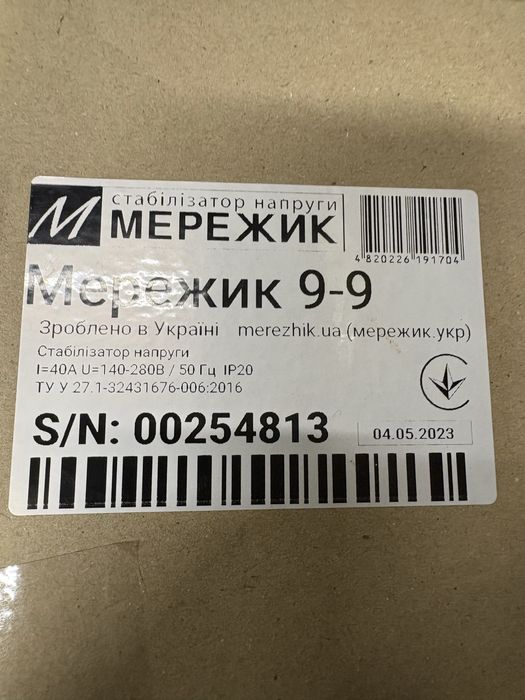 М
стабілізатор напруги
МЕРЕЖИК
4 820226 191704
Мережик 9-9
Зроблено в Україні merezhik.ua (мережик.укр)
Стабілізатор напруги
I=40A U=140-280В / 50 Гц IP20
ТУ У 27.1-32431676-006:2016
S/N: 00254813
04.05.2023